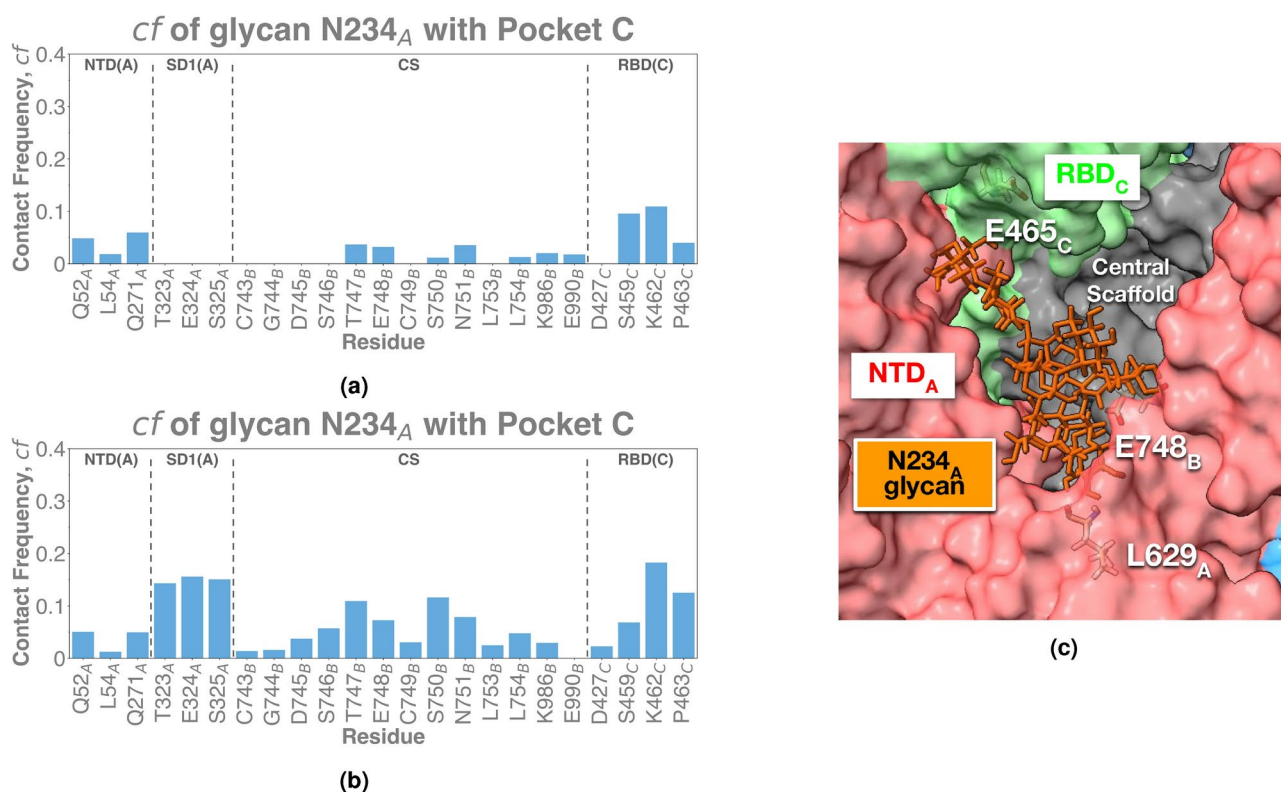 cf of glycan N234A with Pocket C
NTD(A) SD1(A) CS RBD(C)
Contact Frequency, cf
0.4
0.3
0.2
0.1
0
Q52A L54A Q271A T323A E324A S325A C743B G744B D745B S746B T747B E748B C749B S750B N751B L753B L754B K986B E990B D427C S459C K462C P463C
Residue
(a)
cf of glycan N234A with Pocket C
NTD(A) SD1(A) CS RBD(C)
Contact Frequency, cf
0.4
0.3
0.2
0.1
0
Q52A L54A Q271A T323A E324A S325A C743B G744B D745B S746B T747B E748B C749B S750B N751B L753B L754B K986B E990B D427C S459C K462C P463C
Residue
(b)
RBDC
E465C
Central
Scaffold
NTDA
N234A
glycan
E748B
L629A
(c)